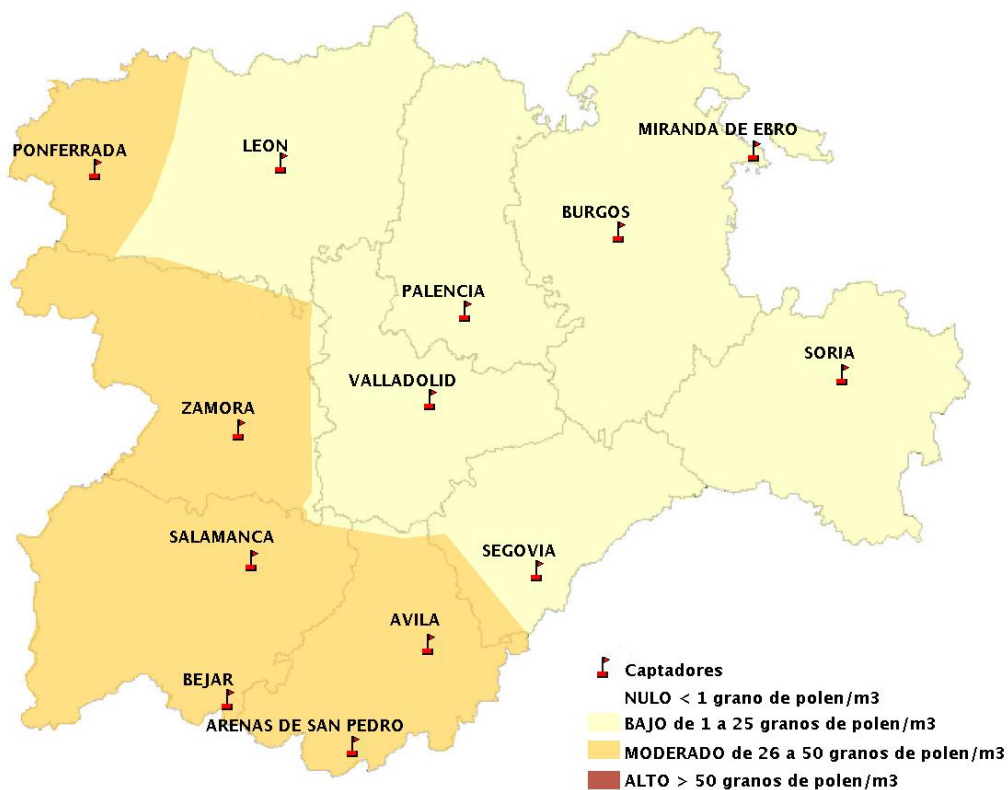 MIRANDA DE EBRO
PONFERRADA
LEON
BURGOS
PALENCIA
SORIA
VALLADOLID
ZAMORA
SALAMANCA
SEGOVIA
AVILA
BEJAR
ARENAS DE SAN PEDRO
Captadores
NULO < 1 grano de polen/m3
BAJO de 1 a 25 granos de polen/m3
MODERADO de 26 a 50 granos de polen/m3
ALTO > 50 granos de polen/m3